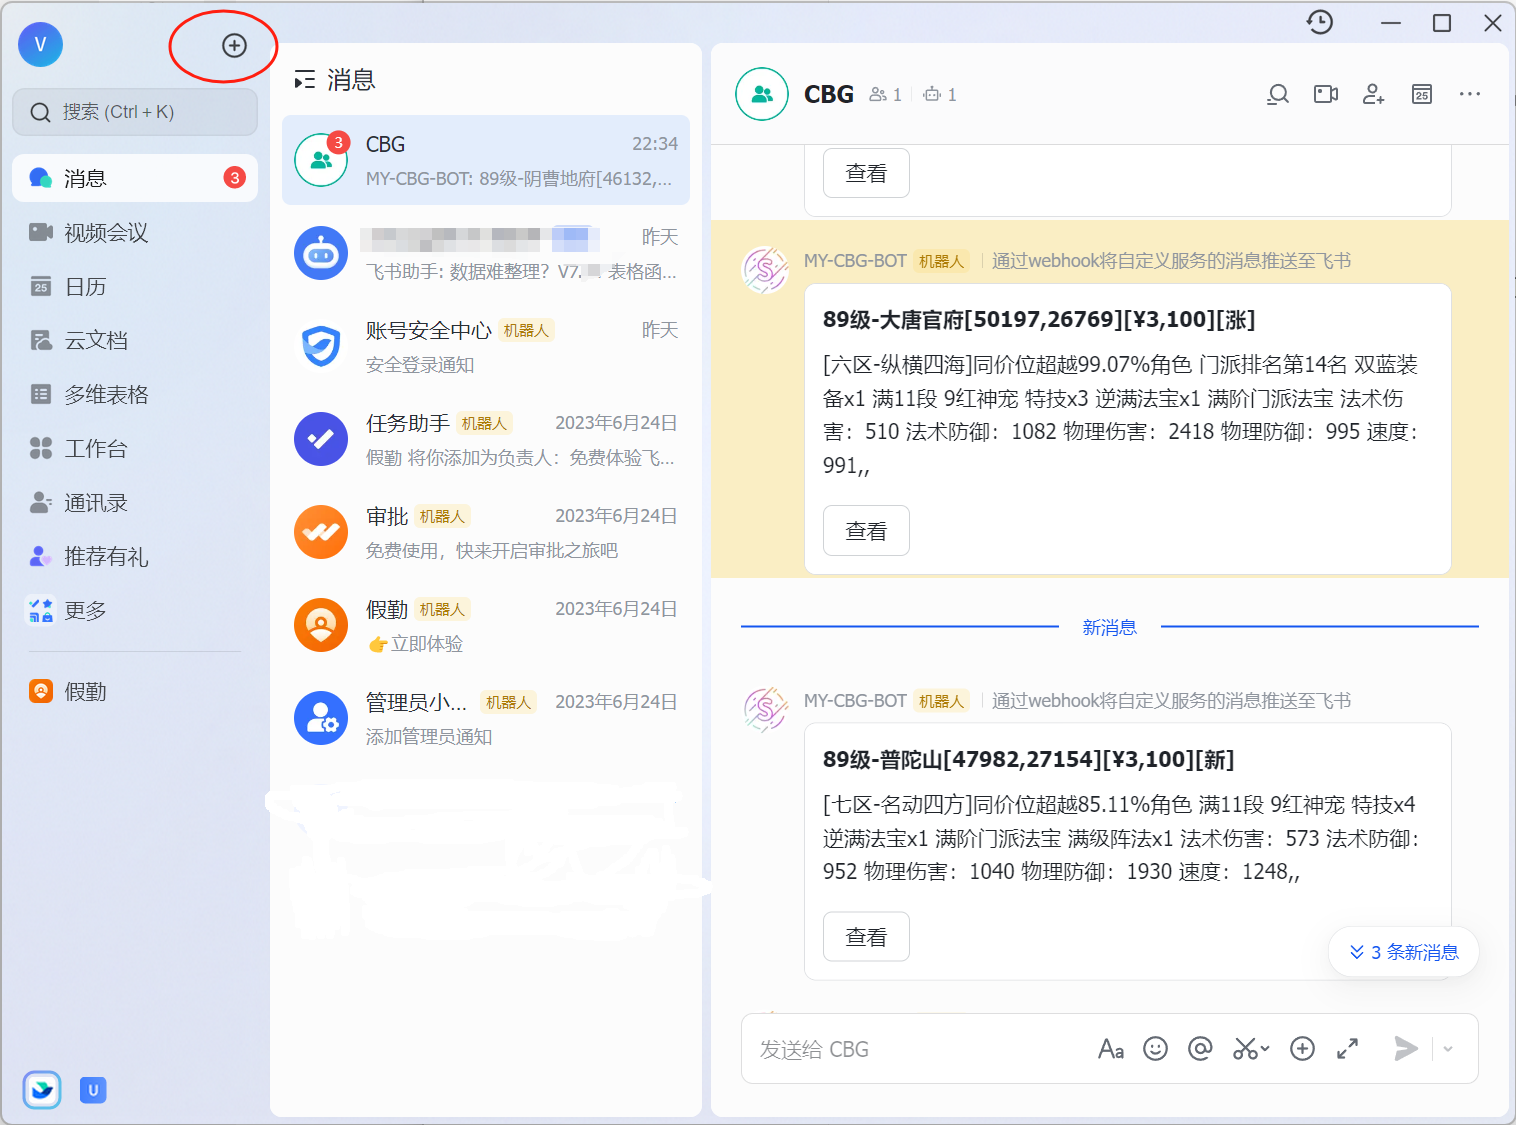 V
搜索 (Ctrl + K)
消息
3
视频会议
25
日历
云文档
多维表格
工作台
通讯录
推荐有礼
更多
假勤
U
消息
3
CBG
22:34
MY-CBG-BOT: 89级-阴曹地府[46132,...
昨天
飞书助手: 数据难整理？V7. 表格函...
账号安全中心 机器人
昨天
安全登录通知
任务助手 机器人
2023年6月24日
假勤 将你添加为负责人：免费体验飞...
审批 机器人
2023年6月24日
免费使用，快来开启审批之旅吧
假勤 机器人
2023年6月24日
👉立即体验
管理员小... 机器人
2023年6月24日
添加管理员通知
CBG
1
1
25
查看
MY-CBG-BOT 机器人 通过webhook将自定义服务的消息推送至飞书
89级-大唐官府[50197,26769][¥3,100][涨]
[六区-纵横四海]同价位超越99.07%角色 门派排名第14名 双蓝装
备x1 满11段 9红神宠 特技x3 逆满法宝x1 满阶门派法宝 法术伤
害：510 法术防御：1082 物理伤害：2418 物理防御：995 速度：
991,,
查看
新消息
MY-CBG-BOT 机器人 通过webhook将自定义服务的消息推送至飞书
89级-普陀山[47982,27154][¥3,100][新]
[七区-名动四方]同价位超越85.11%角色 满11段 9红神宠 特技x4
逆满法宝x1 满阶门派法宝 满级阵法x1 法术伤害：573 法术防御：
952 物理伤害：1040 物理防御：1930 速度：1248,,
查看
3 条新消息
发送给 CBG
Aa